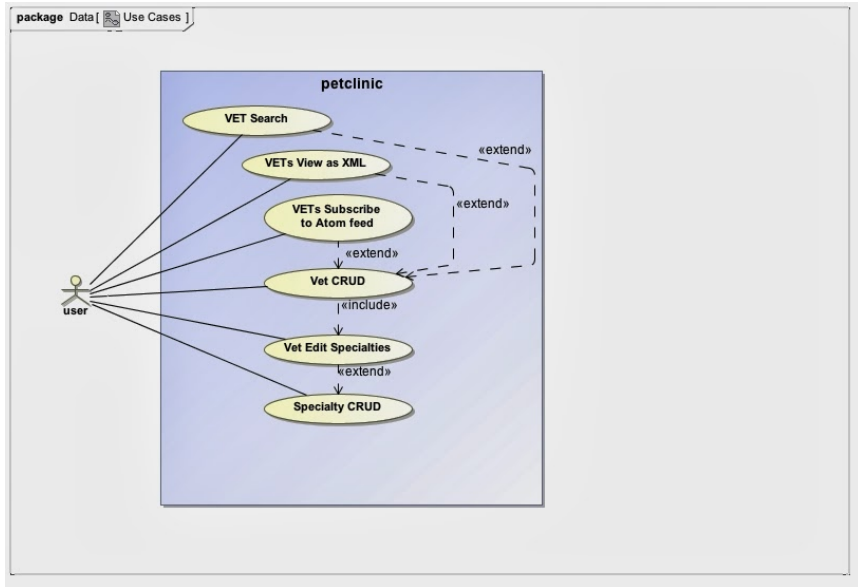 package Data [ Use Cases ]
petclinic
VET Search
«extend»
VETs View as XML
«extend»
VETs Subscribe
to Atom feed
«extend»
Vet CRUD
«include»
user
Vet Edit Specialties
«extend»
Specialty CRUD